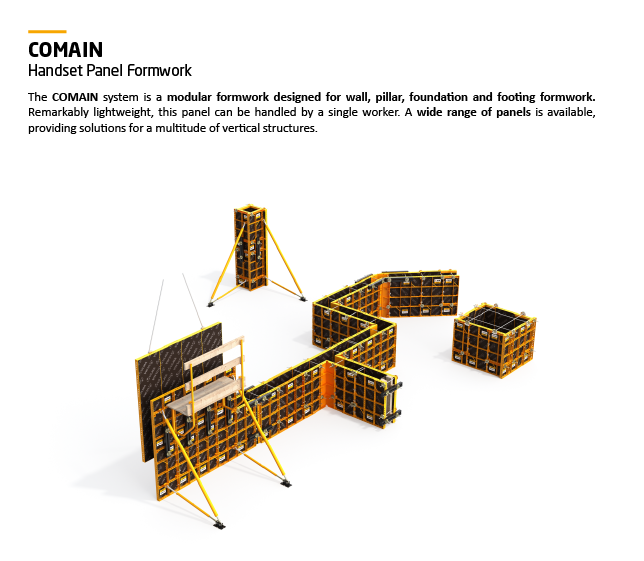 COMAIN
Handset Panel Formwork
The COMAIN system is a modular formwork designed for wall, pillar, foundation and footing formwork.
Remarkably lightweight, this panel can be handled by a single worker. A wide range of panels is available,
providing solutions for a multitude of vertical structures.